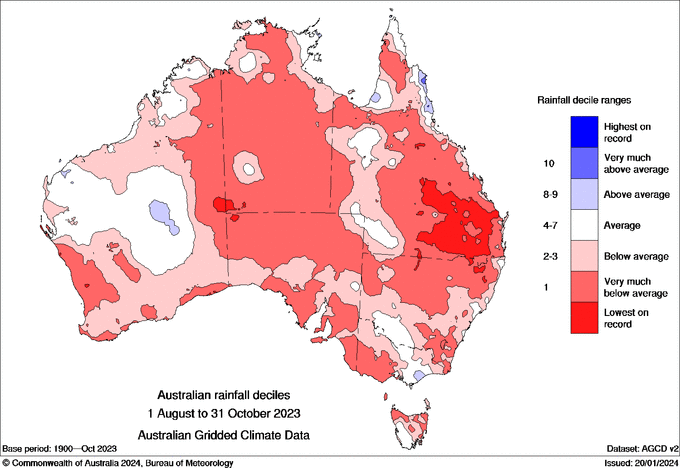 Rainfall decile ranges
Highest on
record
10
Very much
above average
8-9
Above average
4-7
Average
2-3
Below average
1
Very much
below average
Lowest on
record
Australian rainfall deciles
1 August to 31 October 2023
Australian Gridded Climate Data
Base period: 1900—Oct 2023
Dataset: AGCD v2
© Commonwealth of Australia 2024, Bureau of Meteorology
Issued: 20/01/2024